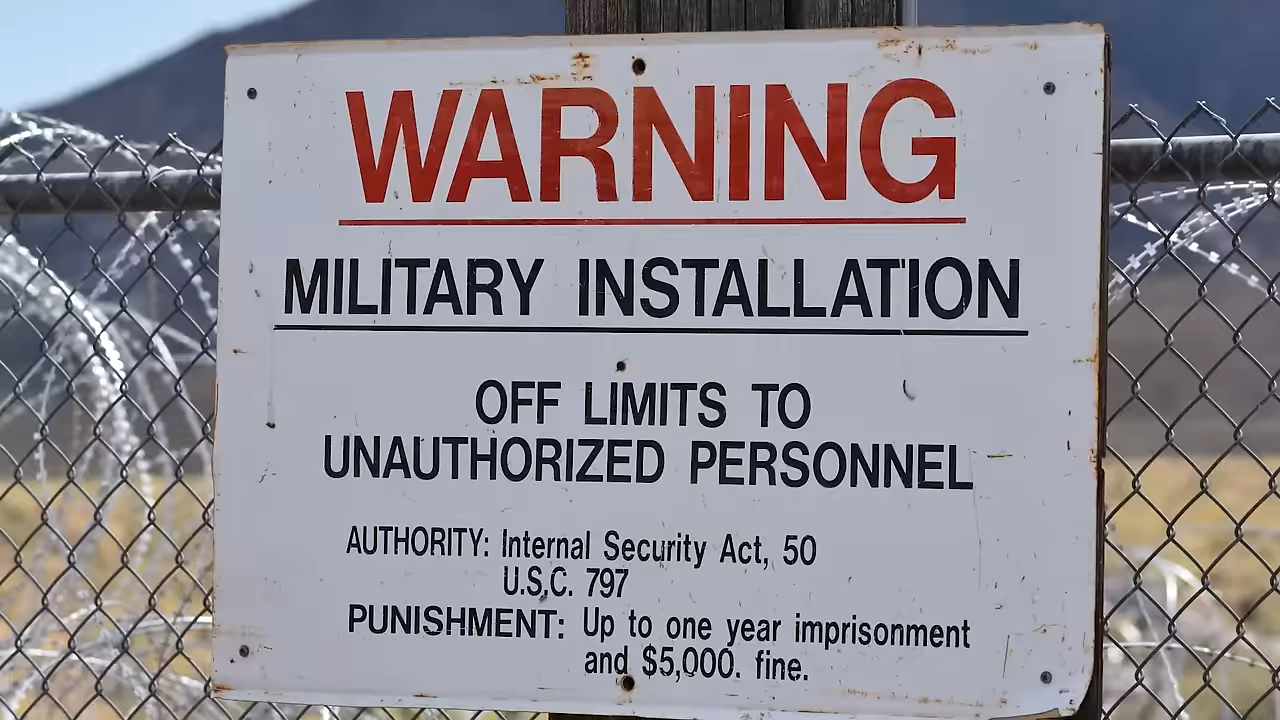 WARNING
MILITARY INSTALLATION
OFF LIMITS TO
UNAUTHORIZED PERSONNEL
AUTHORITY: Internal Security Act, 50
U.S.C. 797
PUNISHMENT: Up to one year imprisonment
and $5,000. fine.